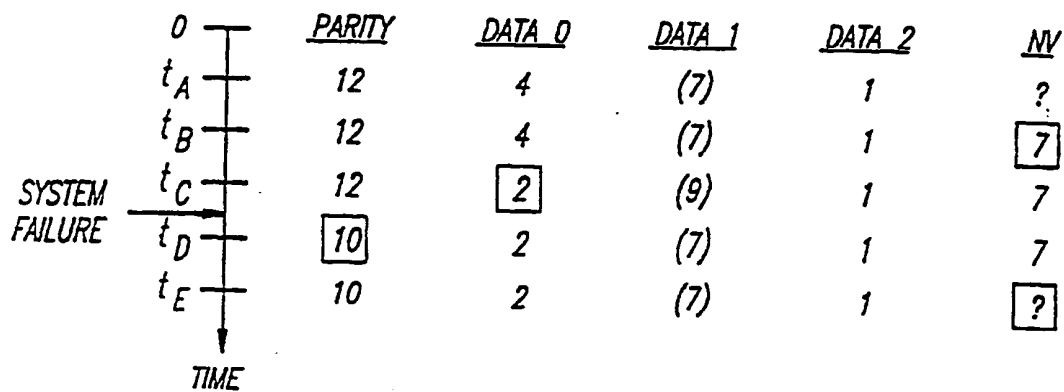 0 PARITY DATA 0 DATA 1 DATA 2 NV
tA 12 4 (7) 1 ?
tB 12 4 (7) 1 7
tC 12 2 (9) 1 7
SYSTEM
FAILURE
tD 10 2 (7) 1 7
tE 10 2 (7) 1 ?
TIME